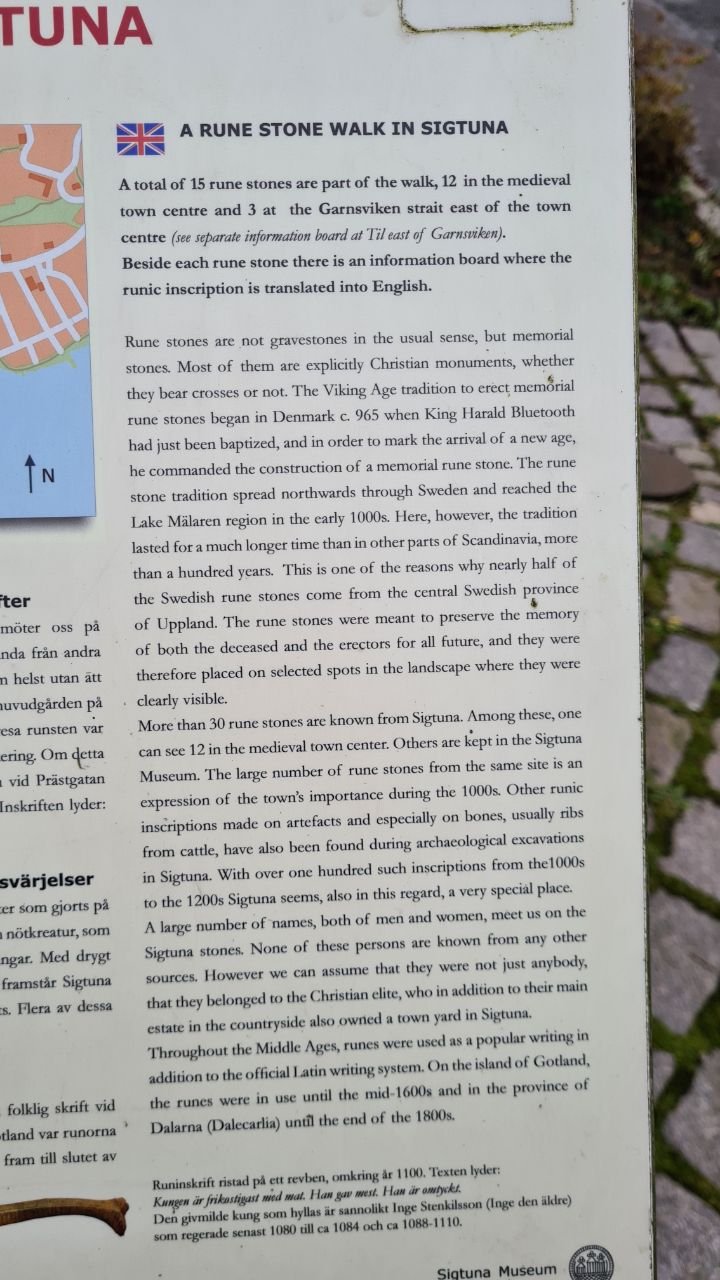 TUNA
A RUNE STONE WALK IN SIGTUNA
A total of 15 rune stones are part of the walk, 12 in the medieval
town centre and 3 at the Garnsviken strait east of the town
centre (see separate information board at Til east of Garnsviken).
Beside each rune stone there is an information board where the
runic inscription is translated into English.
Rune stones are not gravestones in the usual sense, but memorial
stones. Most of them are explicitly Christian monuments, whether
they bear crosses or not. The Viking Age tradition to erect memorial
rune stones began in Denmark c. 965 when King Harald Bluetooth
had just been baptized, and in order to mark the arrival of a new age,
he commanded the construction of a memorial rune stone. The rune
stone tradition spread northwards through Sweden and reached the
Lake Mälaren region in the early 1000s. Here, however, the tradition
lasted for a much longer time than in other parts of Scandinavia, more
than a hundred years. This is one of the reasons why nearly half of
the Swedish rune stones come from the central Swedish province
of Uppland. The rune stones were meant to preserve the memory
of both the deceased and the erectors for all future, and they were
therefore placed on selected spots in the landscape where they were
clearly visible.
More than 30 rune stones are known from Sigtuna. Among these, one
can see 12 in the medieval town center. Others are kept in the Sigtuna
Museum. The large number of rune stones from the same site is an
expression of the town's importance during the 1000s. Other runic
inscriptions made on artefacts and especially on bones, usually ribs
from cattle, have also been found during archaeological excavations
in Sigtuna. With over one hundred such inscriptions from the1000s
to the 1200s Sigtuna seems, also in this regard, a very special place.
A large number of names, both of men and women, meet us on the
Sigtuna stones. None of these persons are known from any other
sources. However we can assume that they were not just anybody,
that they belonged to the Christian elite, who in addition to their main
estate in the countryside also owned a town yard in Sigtuna.
Throughout the Middle Ages, runes were used as a popular writing in
addition to the official Latin writing system. On the island of Gotland,
the runes were in use until the mid-1600s and in the province of
Dalarna (Dalecarlia) until the end of the 1800s.
Runinskrift ristad på ett revben, omkring år 1100. Texten lyder:
Kungen är frikostigast med mat. Han gav mest. Han är omtyckt.
Den givmilde kung som hyllas är sannolikt Inge Stenkilsson (Inge den äldre)
som regerade senast 1080 till ca 1084 och ca 1088-1110.
Sigtuna Museum
N
fter
möter oss på
nda från andra
n helst utan ätt
huvudgården på
resa runsten var
tering. Om detta
vid Prästgatan
Inskriften lyder:
svärjelser
ter som gjorts på
nötkreatur, som
ngar. Med drygt
framstår Sigtuna
ts. Flera av dessa
folklig skrift vid
tland var runorna
fram till slutet av